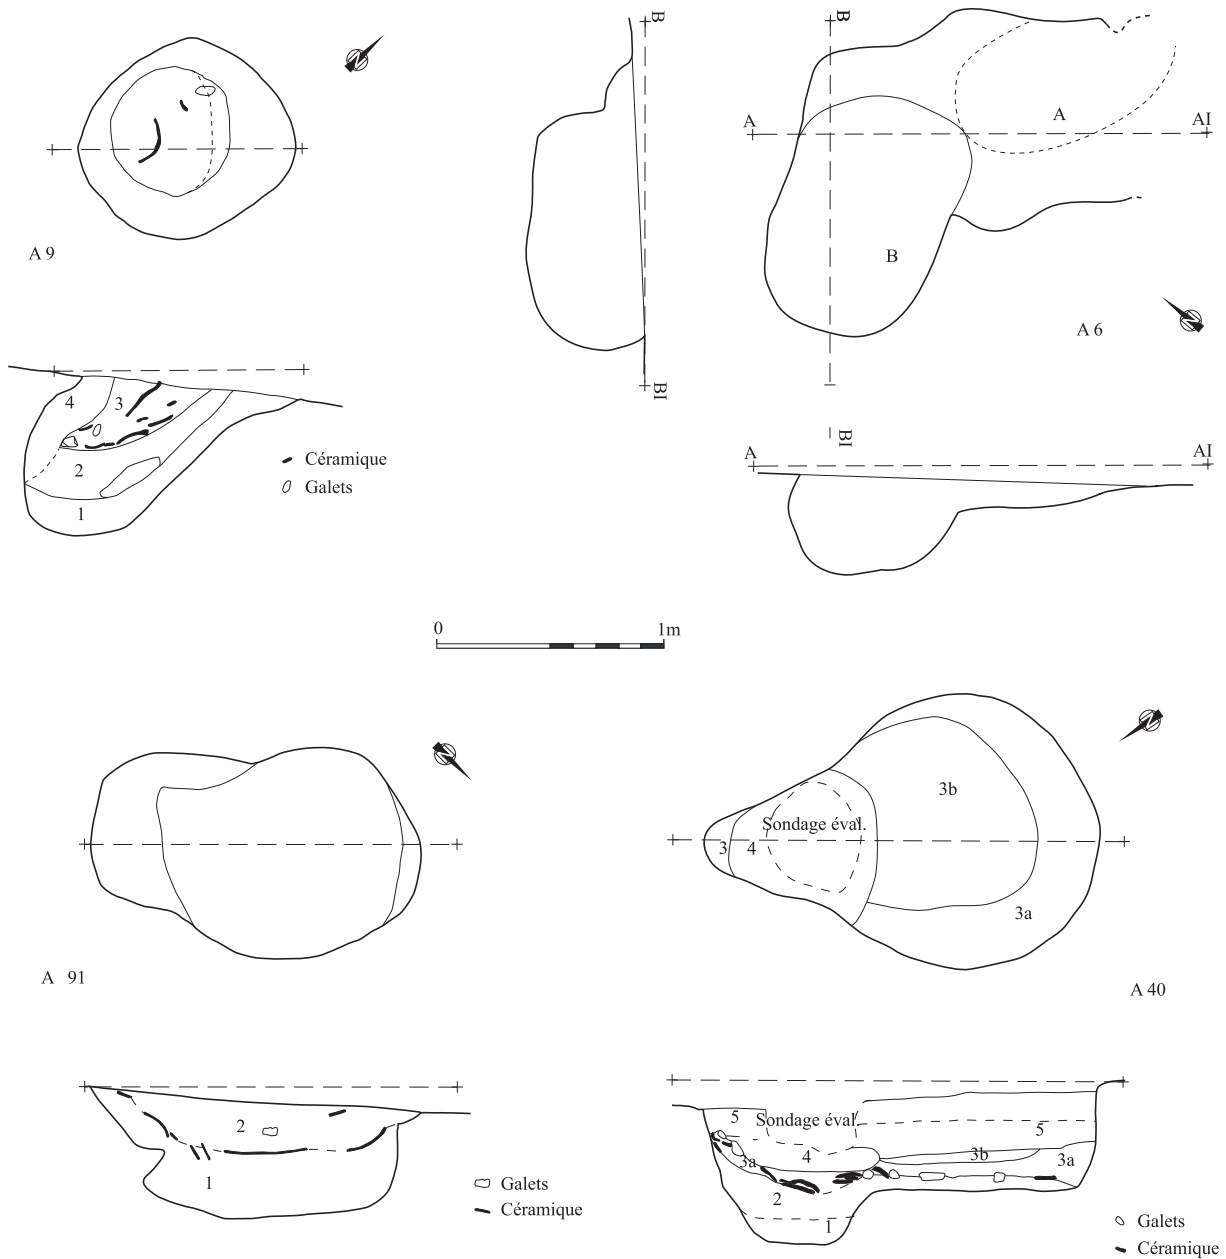 A 9
4
3
2
1
Céramique
Galets
B
BI
B
A
A
AI
B
A 6
BI
A
AI
0 1m
A 91
2
1
Galets
Céramique
3b
Sondage éval.
3
4
3a
A 40
5
Sondage éval.
5
4
3b
3a
3a
2
1
Galets
Céramique